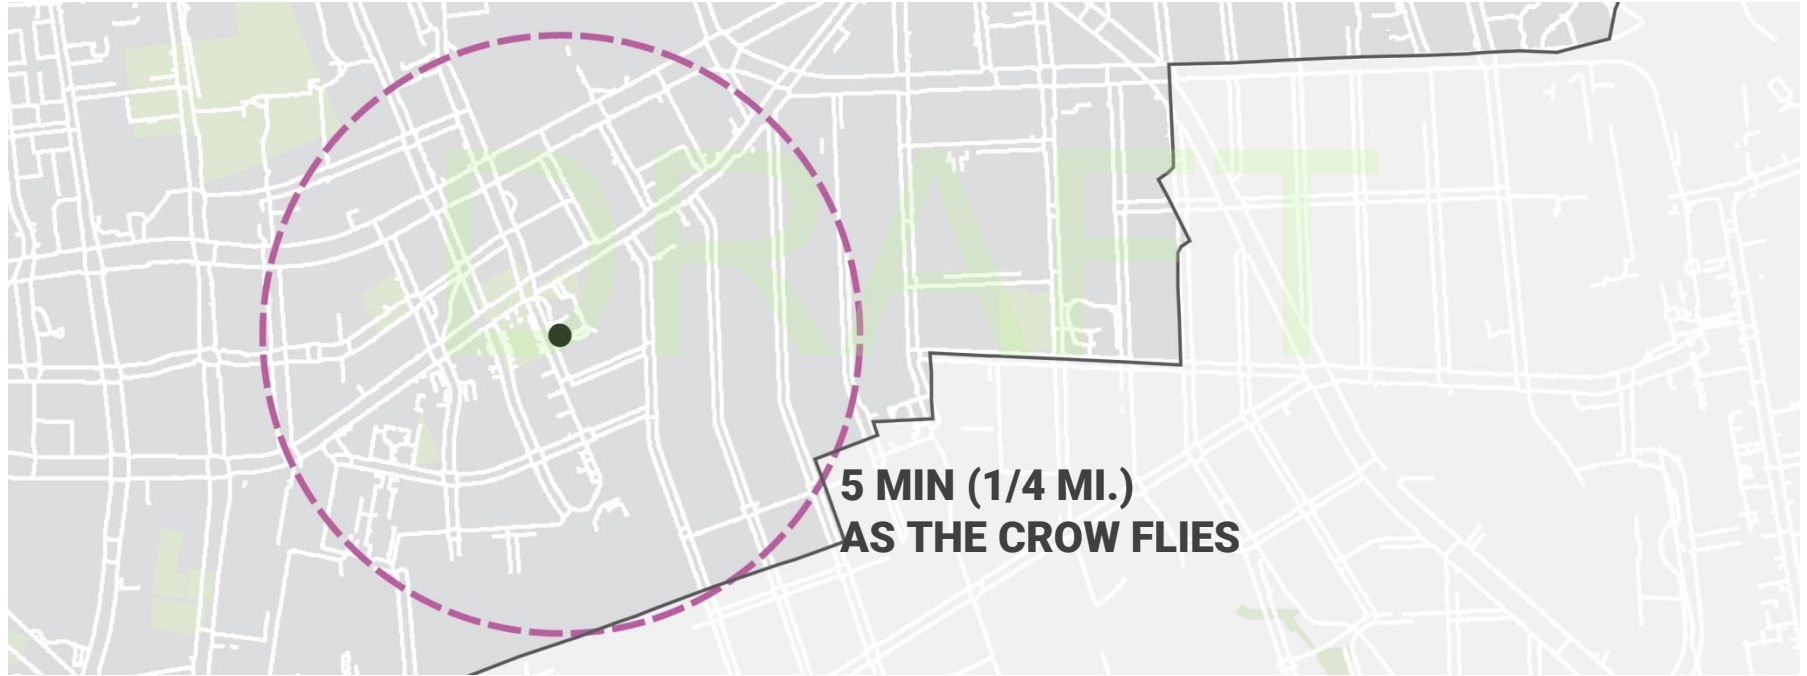 DRAFT
5 MIN (1/4 MI.)
AS THE CROW FLIES